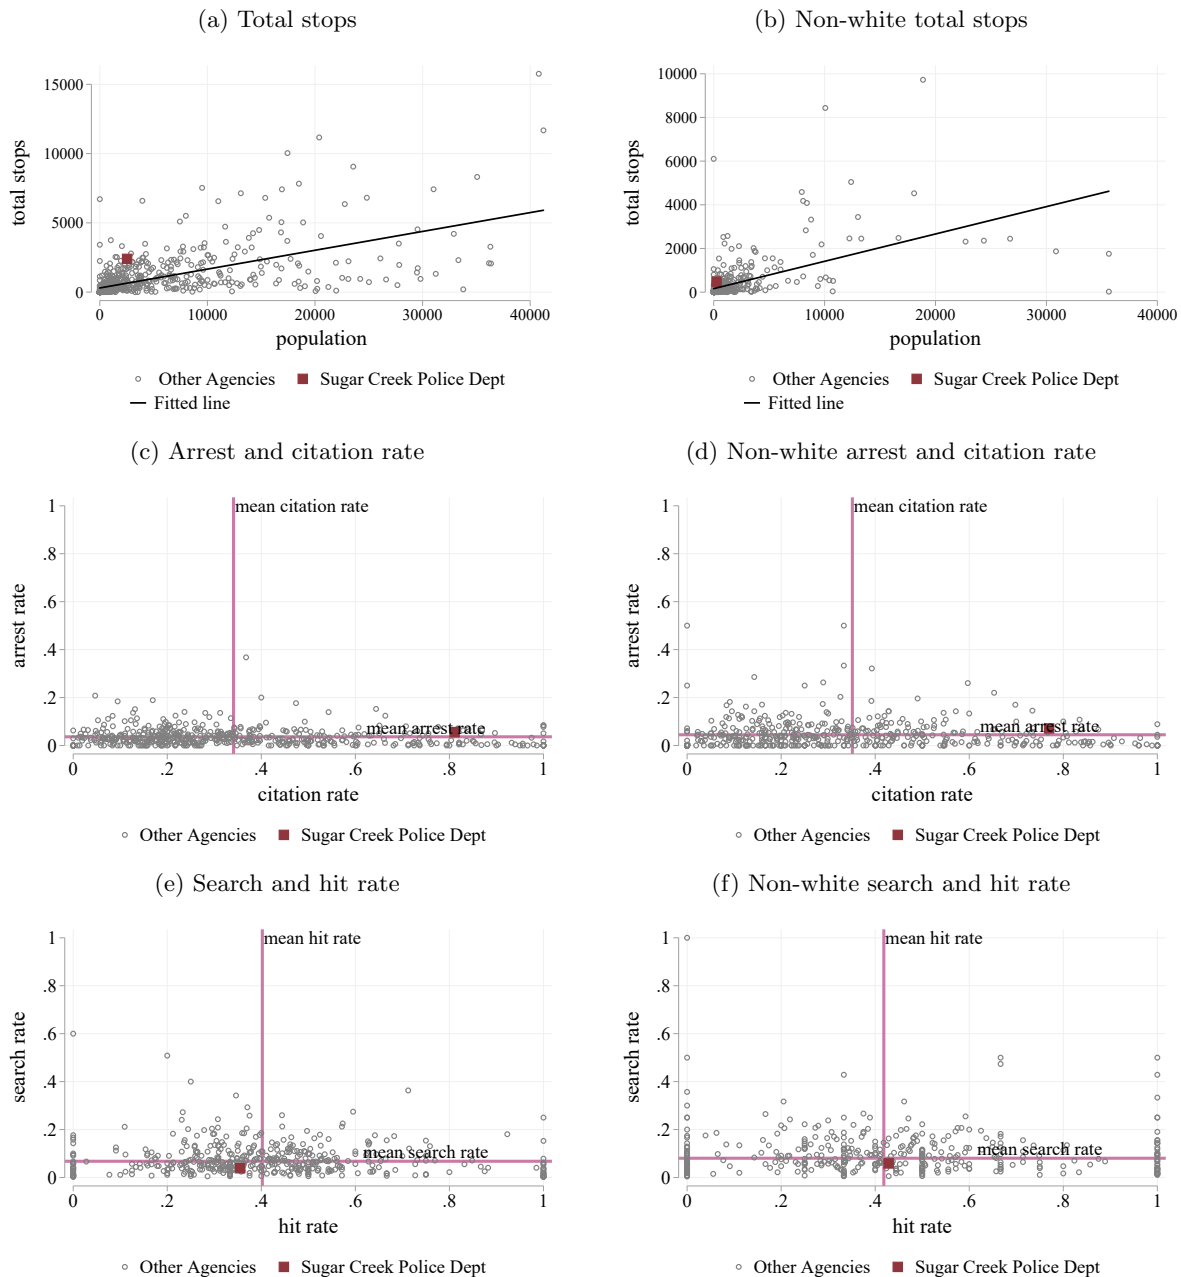 (a) Total stops
(b) Non-white total stops
total stops
15000
10000
5000
0
0
10000
20000
30000
40000
population
Other Agencies
Sugar Creek Police Dept
Fitted line
total stops
10000
8000
6000
4000
2000
0
0
10000
20000
30000
40000
population
Other Agencies
Sugar Creek Police Dept
Fitted line
(c) Arrest and citation rate
(d) Non-white arrest and citation rate
arrest rate
1
.8
.6
.4
.2
0
mean citation rate
mean arrest rate
0
.2
.4
.6
.8
1
citation rate
Other Agencies
Sugar Creek Police Dept
arrest rate
1
.8
.6
.4
.2
0
mean citation rate
mean arrest rate
0
.2
.4
.6
.8
1
citation rate
Other Agencies
Sugar Creek Police Dept
(e) Search and hit rate
(f) Non-white search and hit rate
search rate
1
.8
.6
.4
.2
0
mean hit rate
mean search rate
0
.2
.4
.6
.8
1
hit rate
Other Agencies
Sugar Creek Police Dept
search rate
1
.8
.6
.4
.2
0
mean hit rate
mean search rate
0
.2
.4
.6
.8
1
hit rate
Other Agencies
Sugar Creek Police Dept